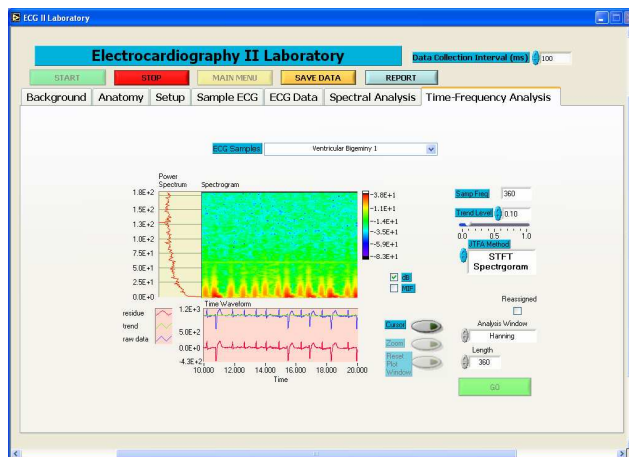 ECG II Laboratory
Electrocardiography II Laboratory
Data Collection Interval (ms) 100
START STOP MAIN MENU SAVE DATA REPORT
Background Anatomy Setup Sample ECG ECG Data Spectral Analysis Time-Frequency Analysis
ECG Samples Ventricular Bigeminy 1
Power
Spectrum Spectrogram
1.8E+2
1.5E+2
1.3E+2
1.0E+2
7.5E+1
5.0E+1
2.5E+1
0.0E+0
-3.8E+1
-1.1E+1
-1.4E+1
-3.5E+1
-5.9E+1
-8.3E+1
Samp Freq 360
Trend Level 0.10
0.0 0.5 1.0
JTFA Method
STFT
Spectrgoram
dB
Reassigned
Analysis Window
Hanning
Length
360
GO
Cursor
Zoom
Reset
Plot
Window
residue
trend
raw data
Time Waveform
1.2E+3
5.0E+2
0.0E+0
-4.3E+2
10.000 12.000 14.000 16.000 18.000 20.000
Time